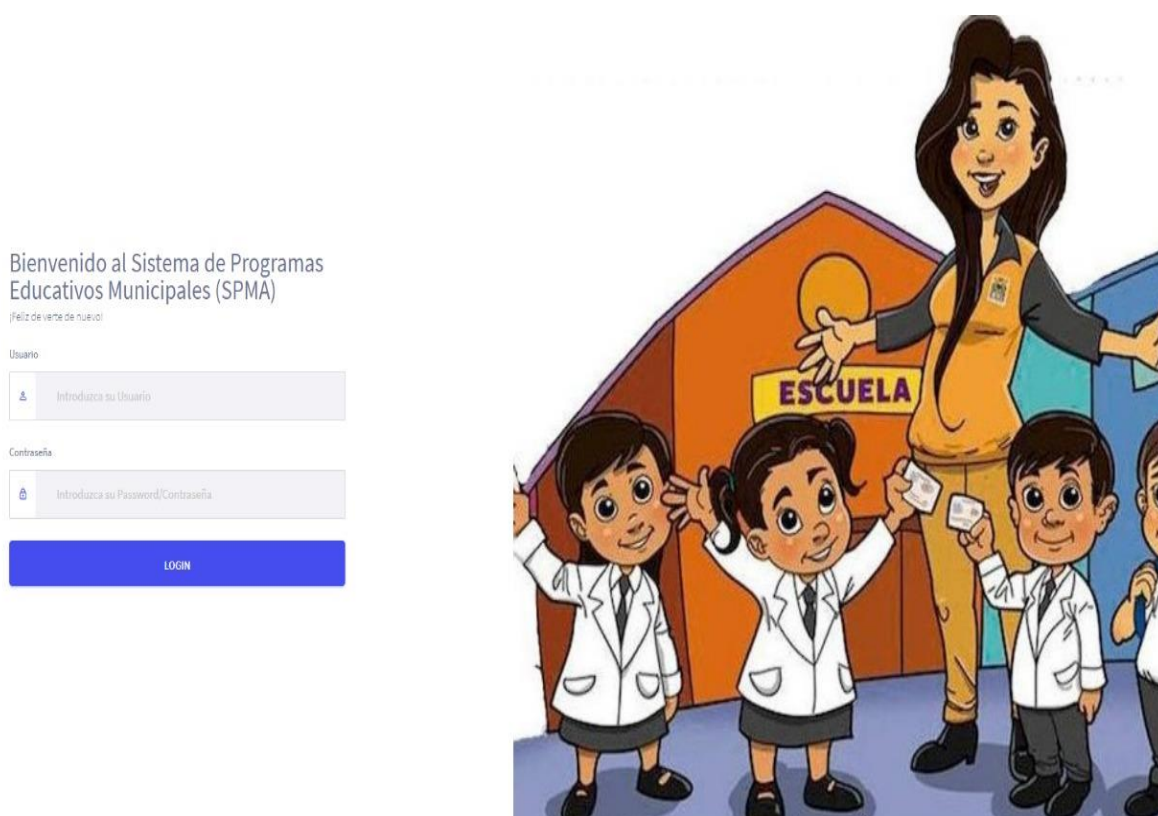 Bienvenido al Sistema de Programas
Educativos Municipales (SPMA)
¡Feliz de verte de nuevo!
Usuario
Introduzca su Usuario
Contraseña
Introduzca su Password/Contraseña
LOGIN
ESCUELA